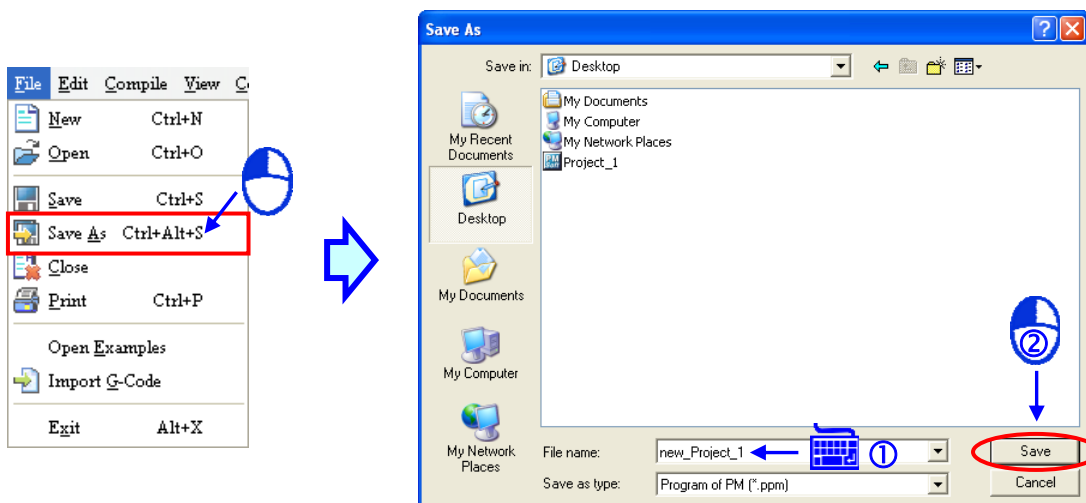 File Edit Compile View
New Ctrl+N
Open Ctrl+O
Save Ctrl+S
Save As Ctrl+Alt+S
Close
Print Ctrl+P
Open Examples
Import G-Code
Exit Alt+X
Save As
Save in: Desktop
My Recent
Documents
Desktop
My Documents
My Computer
My Network
Places
My Documents
My Computer
My Network Places
Project_1
File name: new_Project_1 ① Save
②
Save as type: Program of PM (*.ppm) Cancel